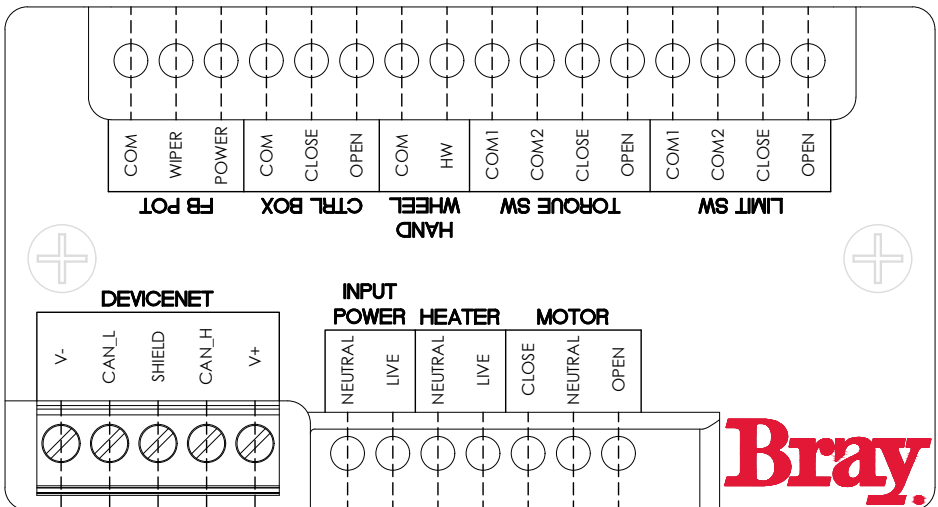 COM WIPER POWER COM CLOSE OPEN COM HW COM1 COM2 CLOSE OPEN COM1 COM2 CLOSE OPEN
FB POT CTRL BOX HAND WHEEL TORQUE SW LIMIT SW
DEVICENET
V- CAN_L SHIELD CAN_H V+
INPUT POWER HEATER MOTOR
NEUTRAL LIVE NEUTRAL LIVE CLOSE NEUTRAL OPEN
Bray.